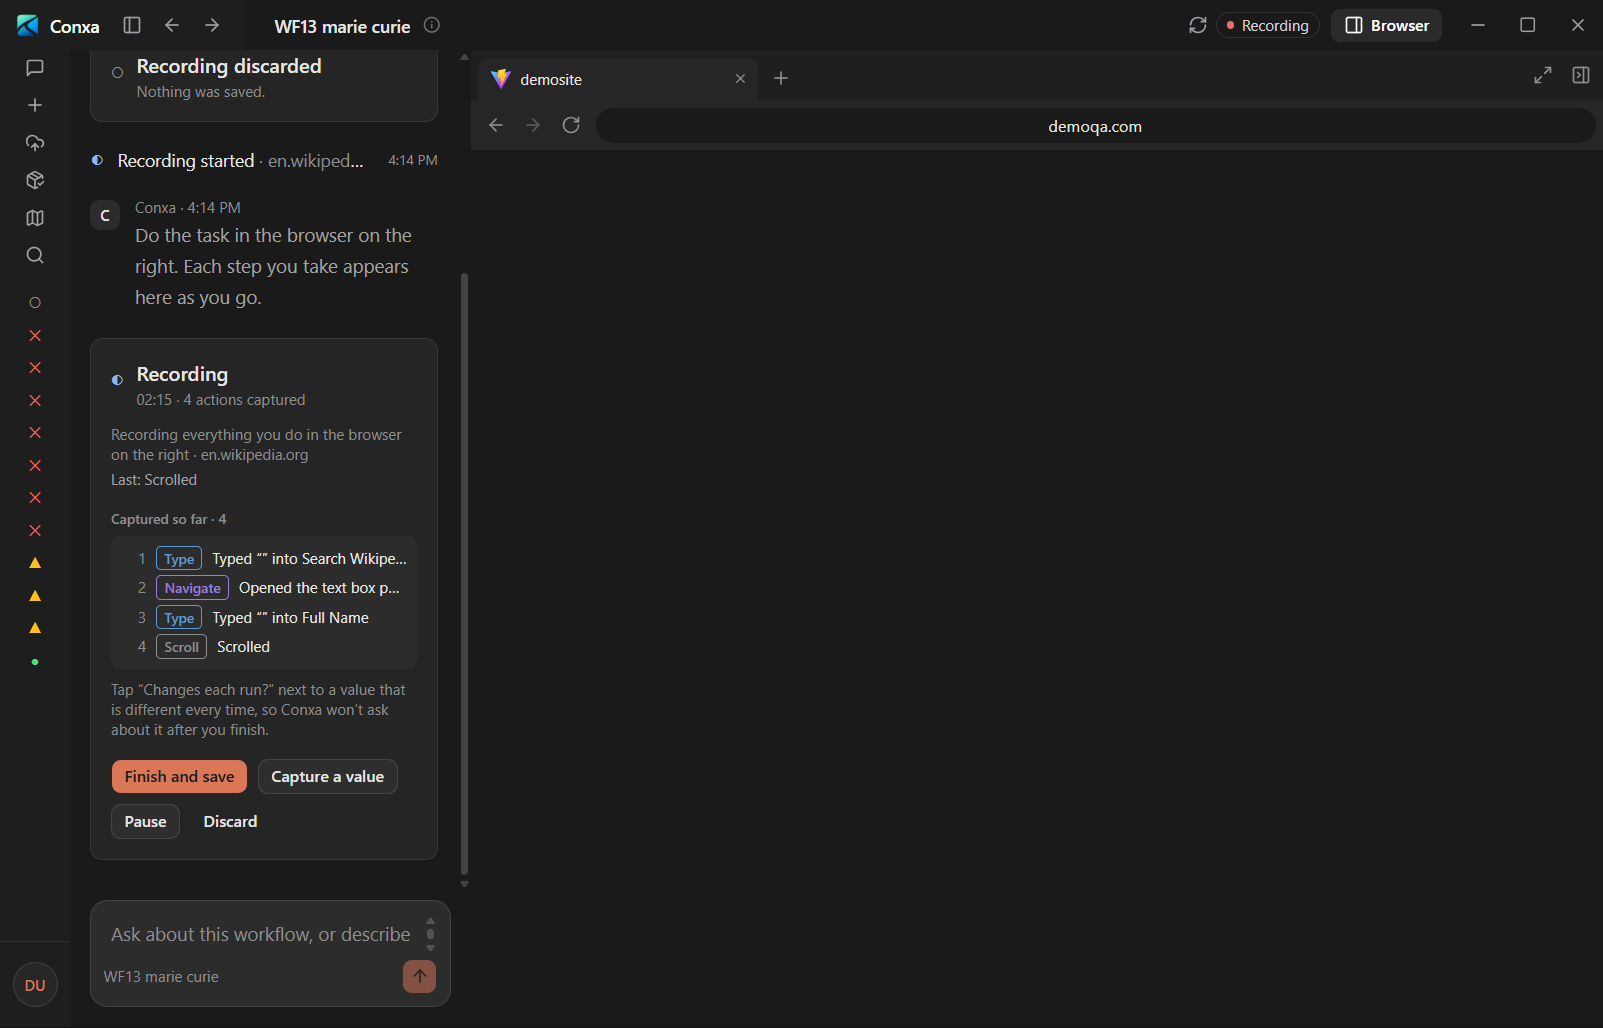 Conxa
WF13 marie curie
Recording
Browser
Recording discarded
Nothing was saved.
Recording started · en.wikiped... 4:14 PM
C
Conxa · 4:14 PM
Do the task in the browser on the
right. Each step you take appears
here as you go.
Recording
02:15 · 4 actions captured
Recording everything you do in the browser
on the right · en.wikipedia.org
Last: Scrolled
Captured so far · 4
1 Type Typed “” into Search Wikipe...
2 Navigate Opened the text box p...
3 Type Typed “” into Full Name
4 Scroll Scrolled
Tap “Changes each run?” next to a value that
is different every time, so Conxa won’t ask
about it after you finish.
Finish and save
Capture a value
Pause
Discard
Ask about this workflow, or describe
WF13 marie curie
DU
demosite
demoqa.com